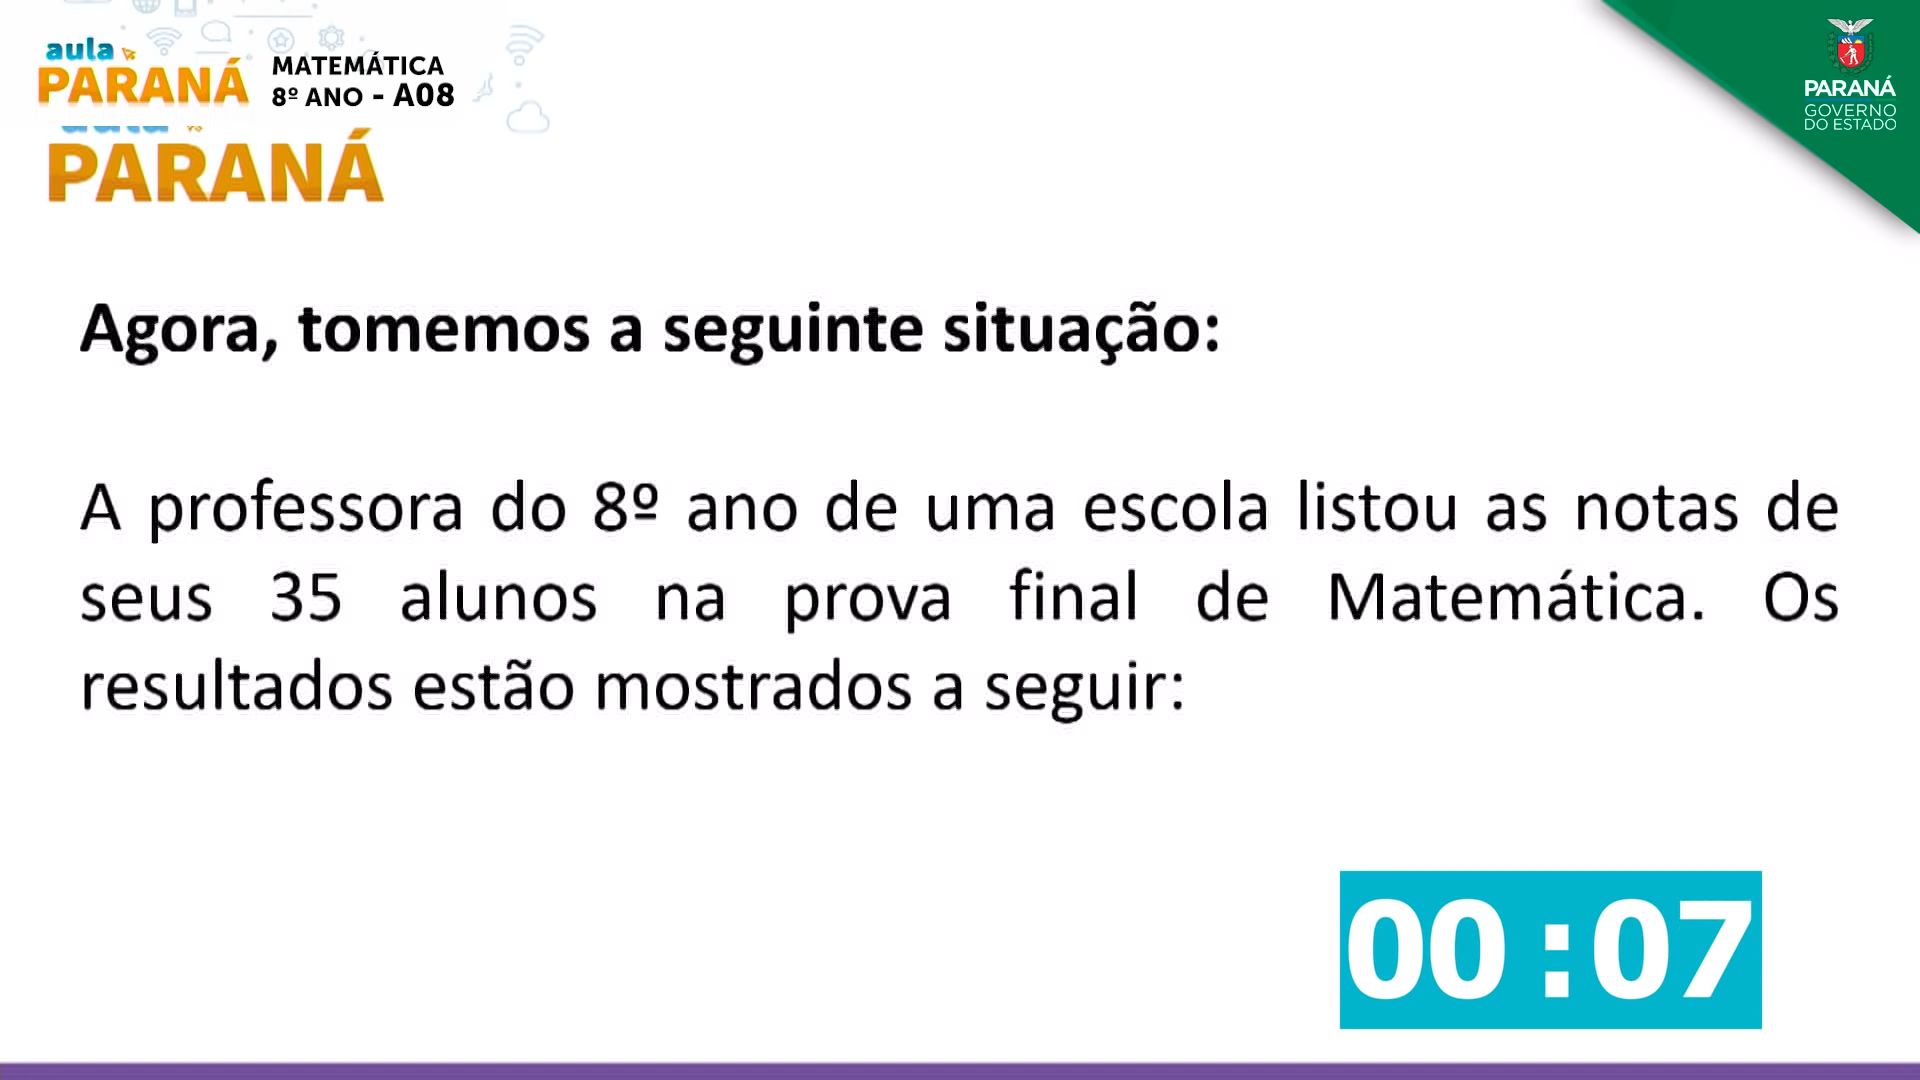 aula
PARANÁ
MATEMÁTICA
8º ANO - A08
PARANÁ
GOVERNO
DO ESTADO
aula
PARANÁ
Agora, tomemos a seguinte situação:
A professora do 8º ano de uma escola listou as notas de
seus 35 alunos na prova final de Matemática. Os
resultados estão mostrados a seguir:
00:07